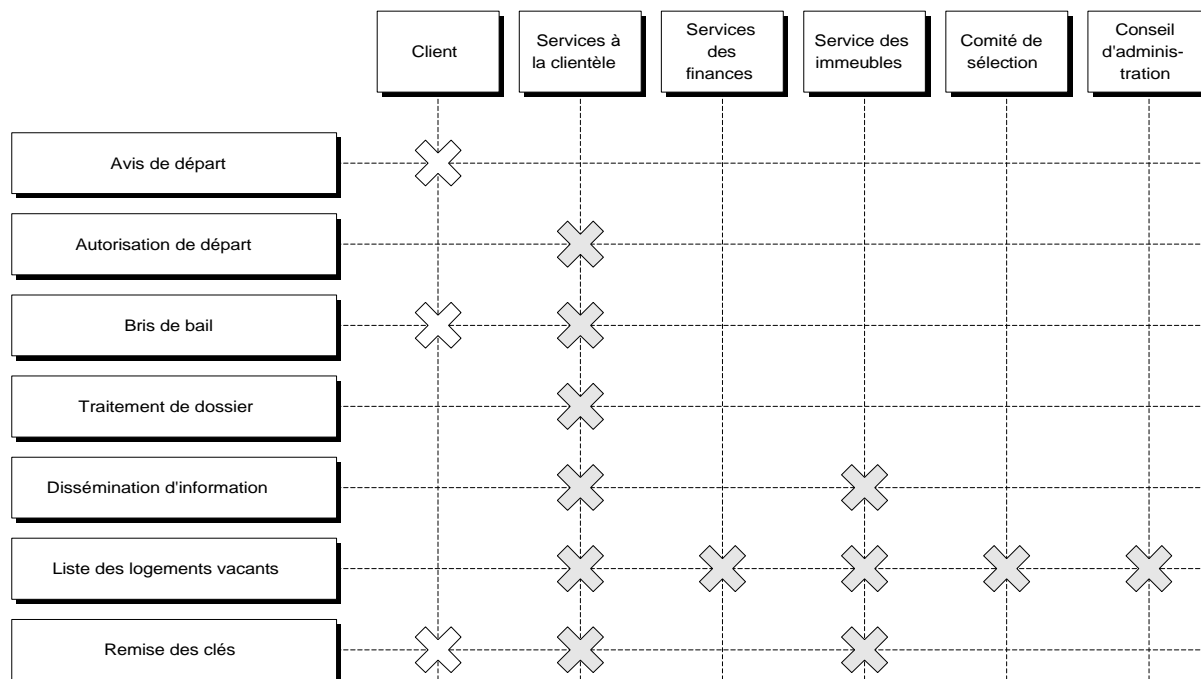 Client
Services à
la clientèle
Services
des
finances
Service des
immeubles
Comité de
sélection
Conseil
d'adminis-
tration
Avis de départ
Autorisation de départ
Bris de bail
Traitement de dossier
Dissémination d'information
Liste des logements vacants
Remise des clés